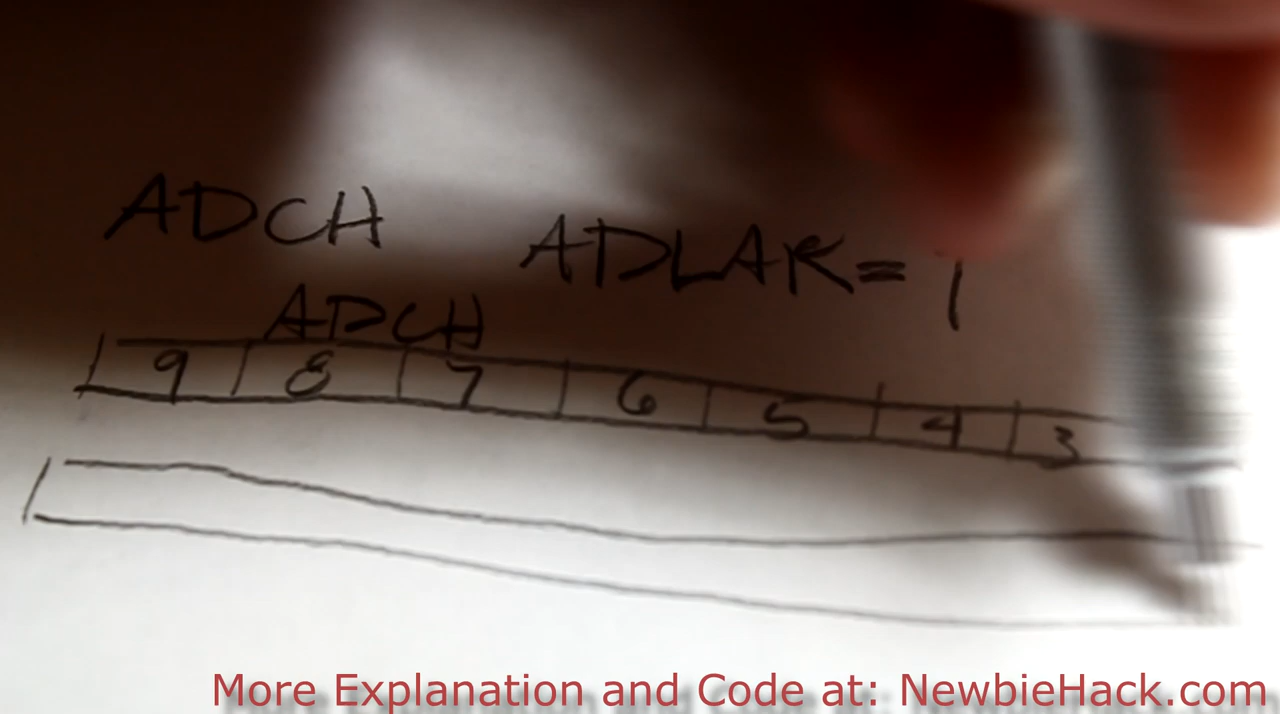 ADCH
ADLAR = 1
ADCH
9 8 7 6 5 4 3
More Explanation and Code at: NewbieHack.com